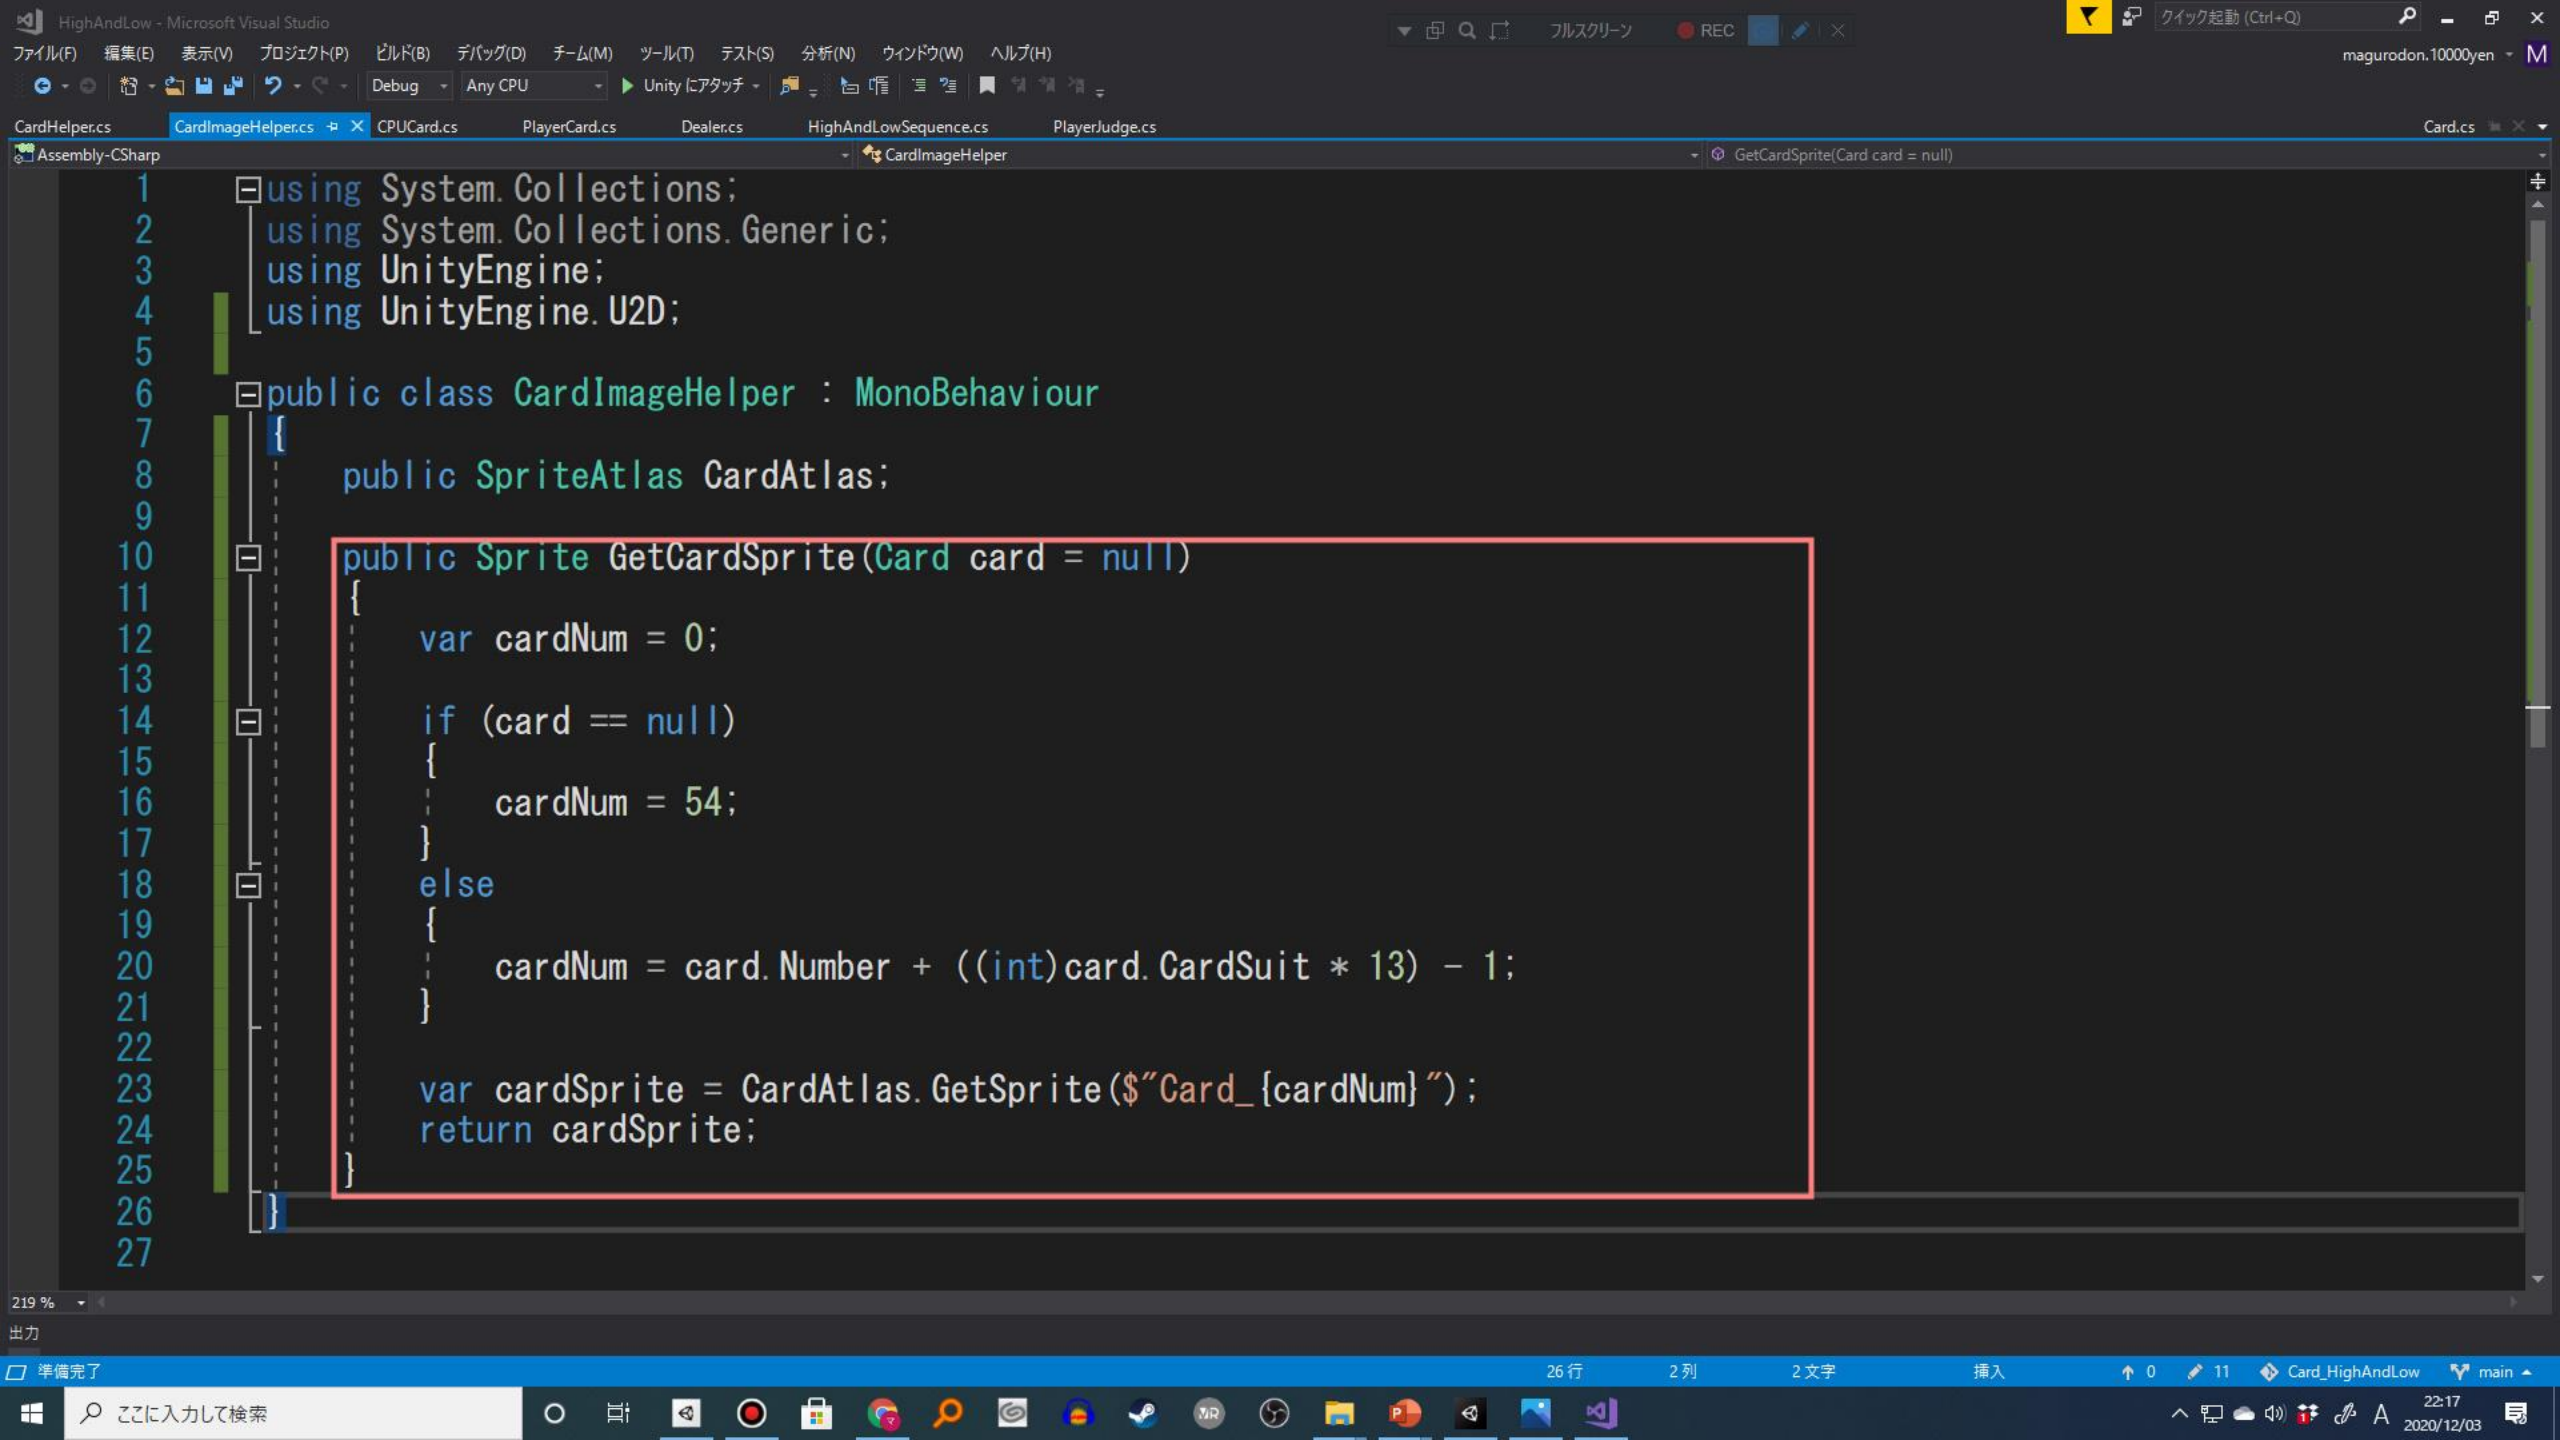 HighAndLow - Microsoft Visual Studio
フルスクリーン REC
クイック起動 (Ctrl+Q)
ファイル(F) 編集(E) 表示(V) プロジェクト(P) ビルド(B) デバッグ(D) チーム(M) ツール(T) テスト(S) 分析(N) ウィンドウ(W) ヘルプ(H)
magurodon.10000yen M
Debug Any CPU Unity にアタッチ
CardHelper.cs CardImageHelper.cs CPUCard.cs PlayerCard.cs Dealer.cs HighAndLowSequence.cs PlayerJudge.cs Card.cs
Assembly-CSharp CardImageHelper GetCardSprite(Card card = null)
1 using System.Collections;
2 using System.Collections.Generic;
3 using UnityEngine;
4 using UnityEngine.U2D;
5
6 public class CardImageHelper : MonoBehaviour
7 {
8 public SpriteAtlas CardAtlas;
9
10 public Sprite GetCardSprite(Card card = null)
11 {
12 var cardNum = 0;
13
14 if (card == null)
15 {
16 cardNum = 54;
17 }
18 else
19 {
20 cardNum = card.Number + ((int)card.CardSuit * 13) - 1;
21 }
22
23 var cardSprite = CardAtlas.GetSprite($"Card_{cardNum}");
24 return cardSprite;
25 }
26 }
27
219 %
出力
準備完了 26 行 2 列 2 文字 挿入 0 11 Card_HighAndLow main
ここに入力して検索
A 22:17
2020/12/03